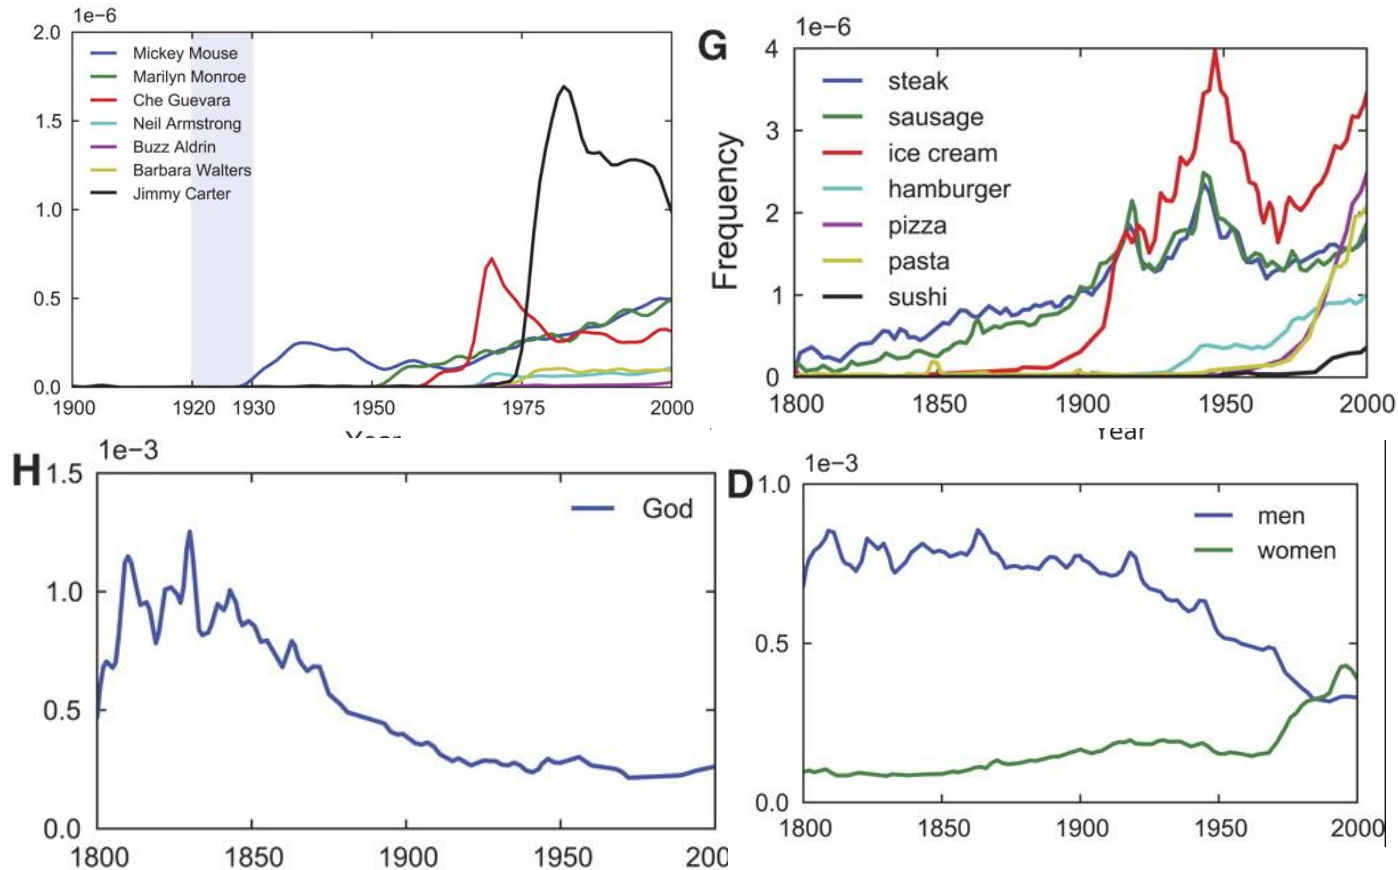 1e−6
2.0
1.5
1.0
0.5
0.0
Mickey Mouse
Marilyn Monroe
Che Guevara
Neil Armstrong
Buzz Aldrin
Barbara Walters
Jimmy Carter
1900 1920 1930 1950 1975 2000
Year
G
1e−6
Frequency
4
3
2
1
0
steak
sausage
ice cream
hamburger
pizza
pasta
sushi
1800 1850 1900 1950 2000
Year
H
1e−3
1.5
1.0
0.5
0.0
God
1800 1850 1900 1950 200
D
1e−3
1.0
0.5
0.0
men
women
1800 1850 1900 1950 2000